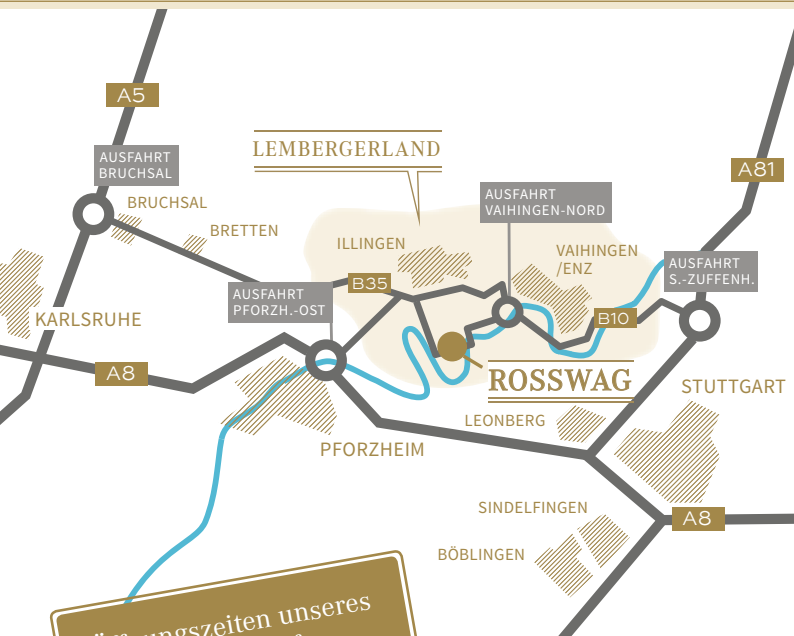 A5
AUSFAHRT
BRUCHSAL
BRUCHSAL
BRETTEN
LEMBERGERLAND
A81
AUSFAHRT
VAIHINGEN-NORD
ILLINGEN
VAIHINGEN
/ENZ
AUSFAHRT
S.-ZUFFENH.
B35
AUSFAHRT
PFORZH.-OST
KARLSRUHE
B10
A8
ROSSWAG
STUTTGART
LEONBERG
PFORZHEIM
SINDELFINGEN
A8
BÖBLINGEN
unseres